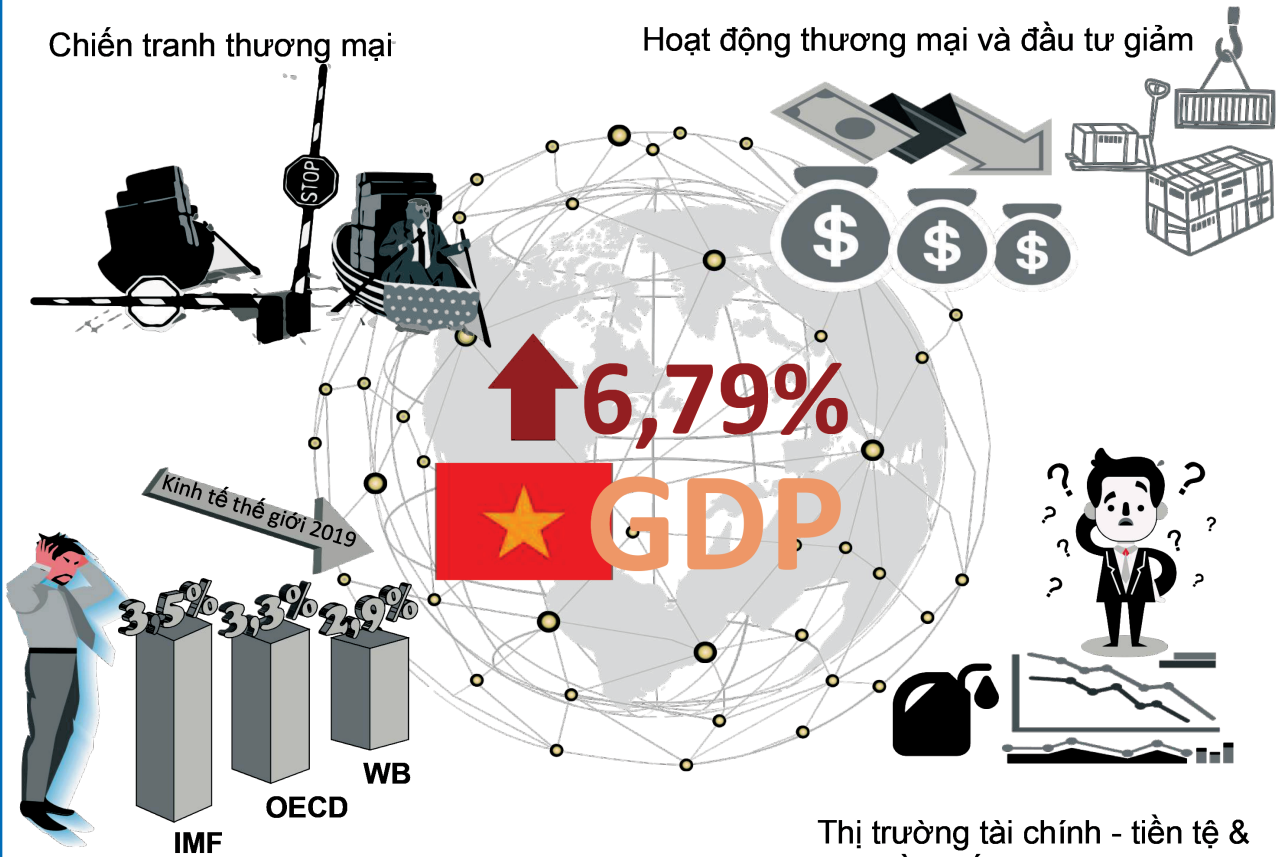 Chiến tranh thương mại
Hoạt động thương mại và đầu tư giảm
STOP
$ $ $
6,79%
GDP
Kinh tế thế giới 2019
3,5% 3,3% 2,9%
WB
OECD
IMF
? ? ? ? ? ? ? ?
Thị trường tài chính - tiền tệ &